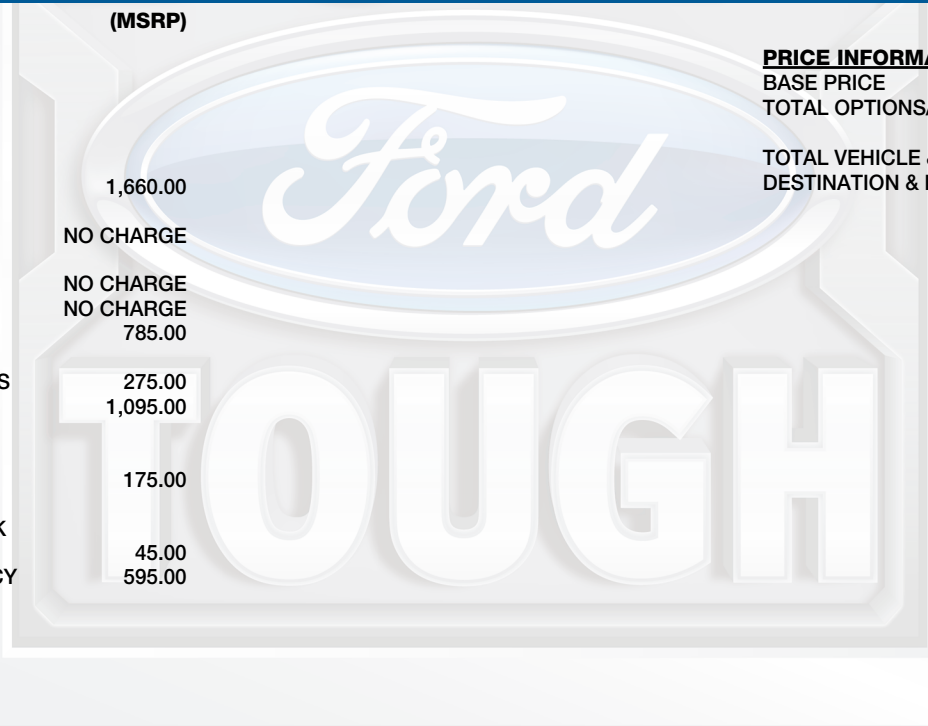 (MSRP)
PRICE INFORMA
BASE PRICE
TOTAL OPTIONS
TOTAL VEHICLE &
1,660.00
DESTINATION &
NO CHARGE
NO CHARGE
NO CHARGE
785.00
S 275.00
1,095.00
175.00
K
45.00
CY 595.00
Ford
TOUGH